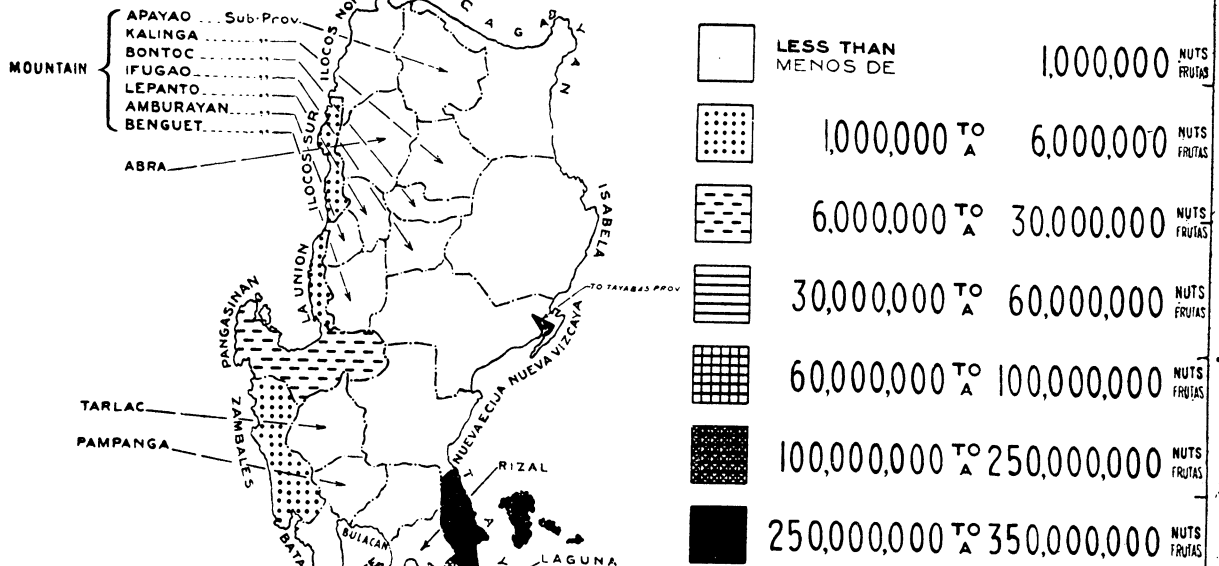 APAYAO Sub-Prov.
KALINGA "
BONTOC "
IFUGAO "
LEPANTO "
AMBURAYAN "
BENGUET "
MOUNTAIN
ABRA
ILOCOS NO
CAGAYAN
ILOCOS SUR
ISABELA
LA UNION
TO TAYABAS PROV
PANGASINAN
NUEVA VIZCAYA
NUEVA ECIJA
TARLAC
ZAMBALES
PAMPANGA
RIZAL
BULACAN
BATA
T
A
Y
LAGUNA
LESS THAN 1,000,000 NUTS
MENOS DE FRUTAS
1,000,000 TO 6,000,000 NUTS
A FRUTAS
6,000,000 TO 30,000,000 NUTS
A FRUTAS
30,000,000 TO 60,000,000 NUTS
A FRUTAS
60,000,000 TO 100,000,000 NUTS
A FRUTAS
100,000,000 TO 250,000,000 NUTS
A FRUTAS
250,000,000 TO 350,000,000 NUTS
A FRUTAS